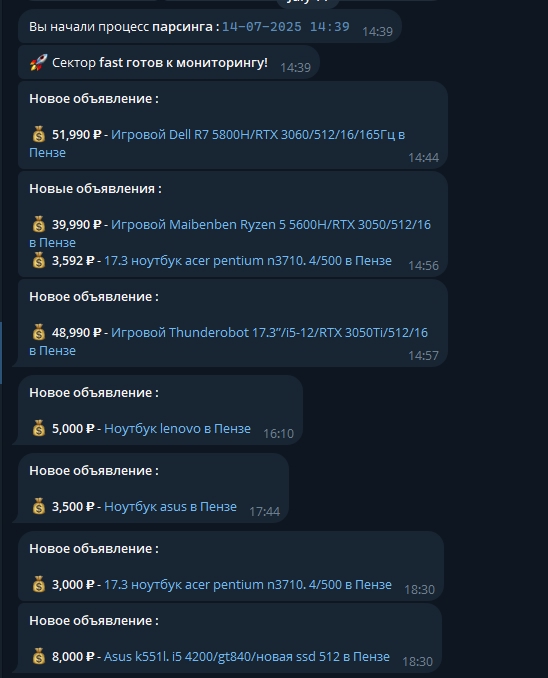 Вы начали процесс парсинга : 14-07-2025 14:39 14:39
🚀 Сектор fast готов к мониторингу! 14:39
Новое объявление :
💰 51,990 ₽ - Игровой Dell R7 5800H/RTX 3060/512/16/165Гц в
Пензе 14:44
Новые объявления :
💰 39,990 ₽ - Игровой Maibenben Ryzen 5 5600H/RTX 3050/512/16
в Пензе
💰 3,592 ₽ - 17.3 ноутбук acer pentium n3710. 4/500 в Пензе 14:56
Новое объявление :
💰 48,990 ₽ - Игровой Thunderobot 17.3"/i5-12/RTX 3050Ti/512/16
в Пензе 14:57
Новое объявление :
💰 5,000 ₽ - Ноутбук lenovo в Пензе 16:10
Новое объявление :
💰 3,500 ₽ - Ноутбук asus в Пензе 17:44
Новое объявление :
💰 3,000 ₽ - 17.3 ноутбук acer pentium n3710. 4/500 в Пензе 18:30
Новое объявление :
💰 8,000 ₽ - Asus k551l. i5 4200/gt840/новая ssd 512 в Пензе 18:30